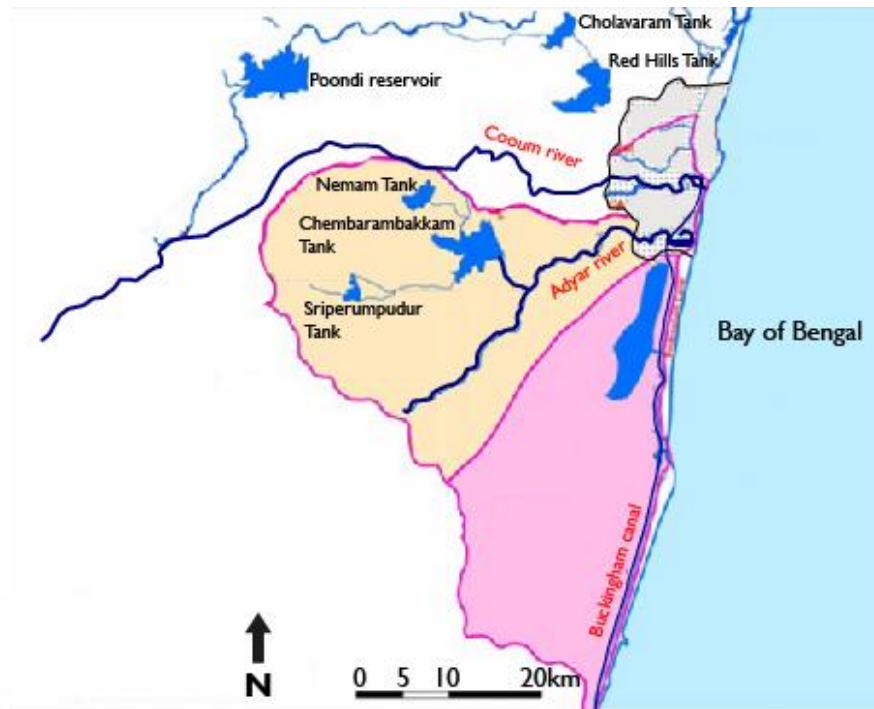 Cholavaram Tank
Red Hills Tank
Poondi reservoir
Cooum river
Nemam Tank
Chembarambakkam
Tank
Adyar river
Sriperumpudur
Tank
Bay of Bengal
Buckingham canal
N
0 5 10 20km